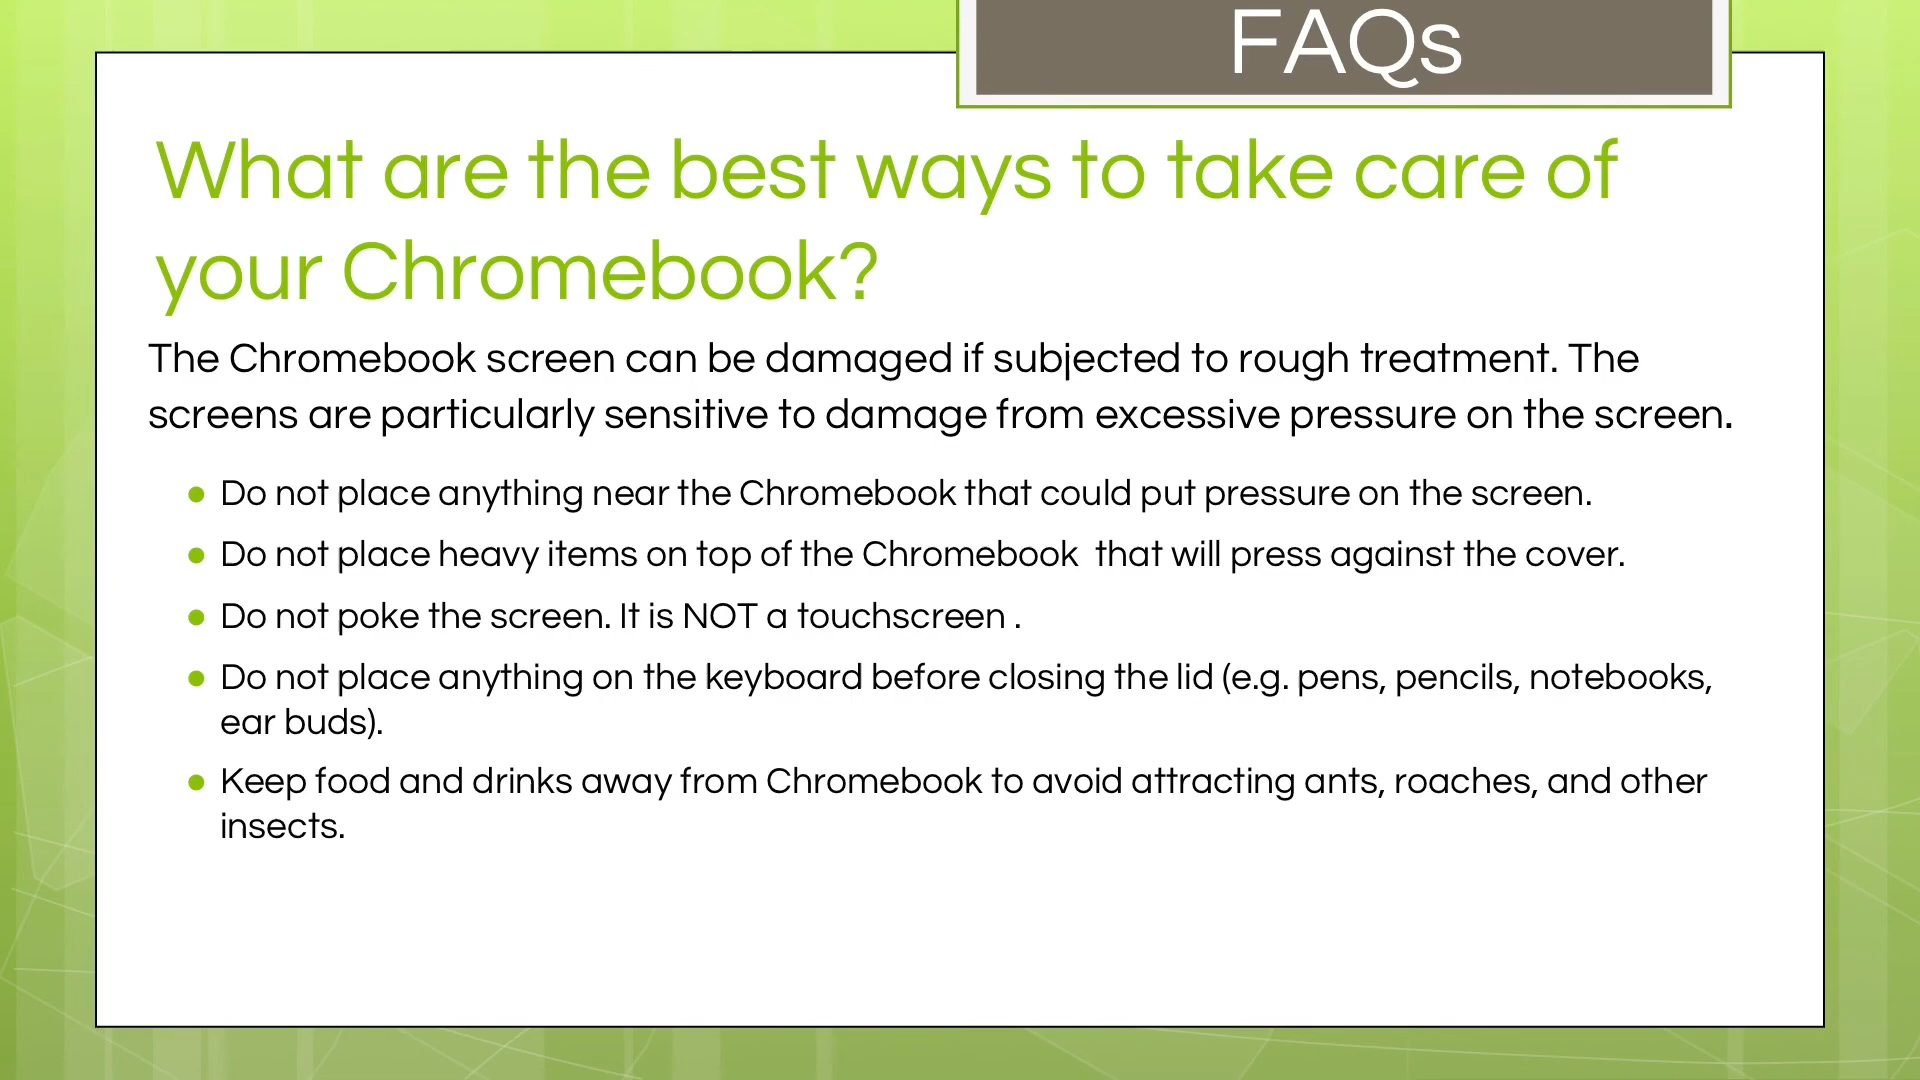 FAQs
What are the best ways to take care of
your Chromebook?
The Chromebook screen can be damaged if subjected to rough treatment. The
screens are particularly sensitive to damage from excessive pressure on the screen.
● Do not place anything near the Chromebook that could put pressure on the screen.
● Do not place heavy items on top of the Chromebook  that will press against the cover.
● Do not poke the screen. It is NOT a touchscreen .
● Do not place anything on the keyboard before closing the lid (e.g. pens, pencils, notebooks,
ear buds).
● Keep food and drinks away from Chromebook to avoid attracting ants, roaches, and other
insects.